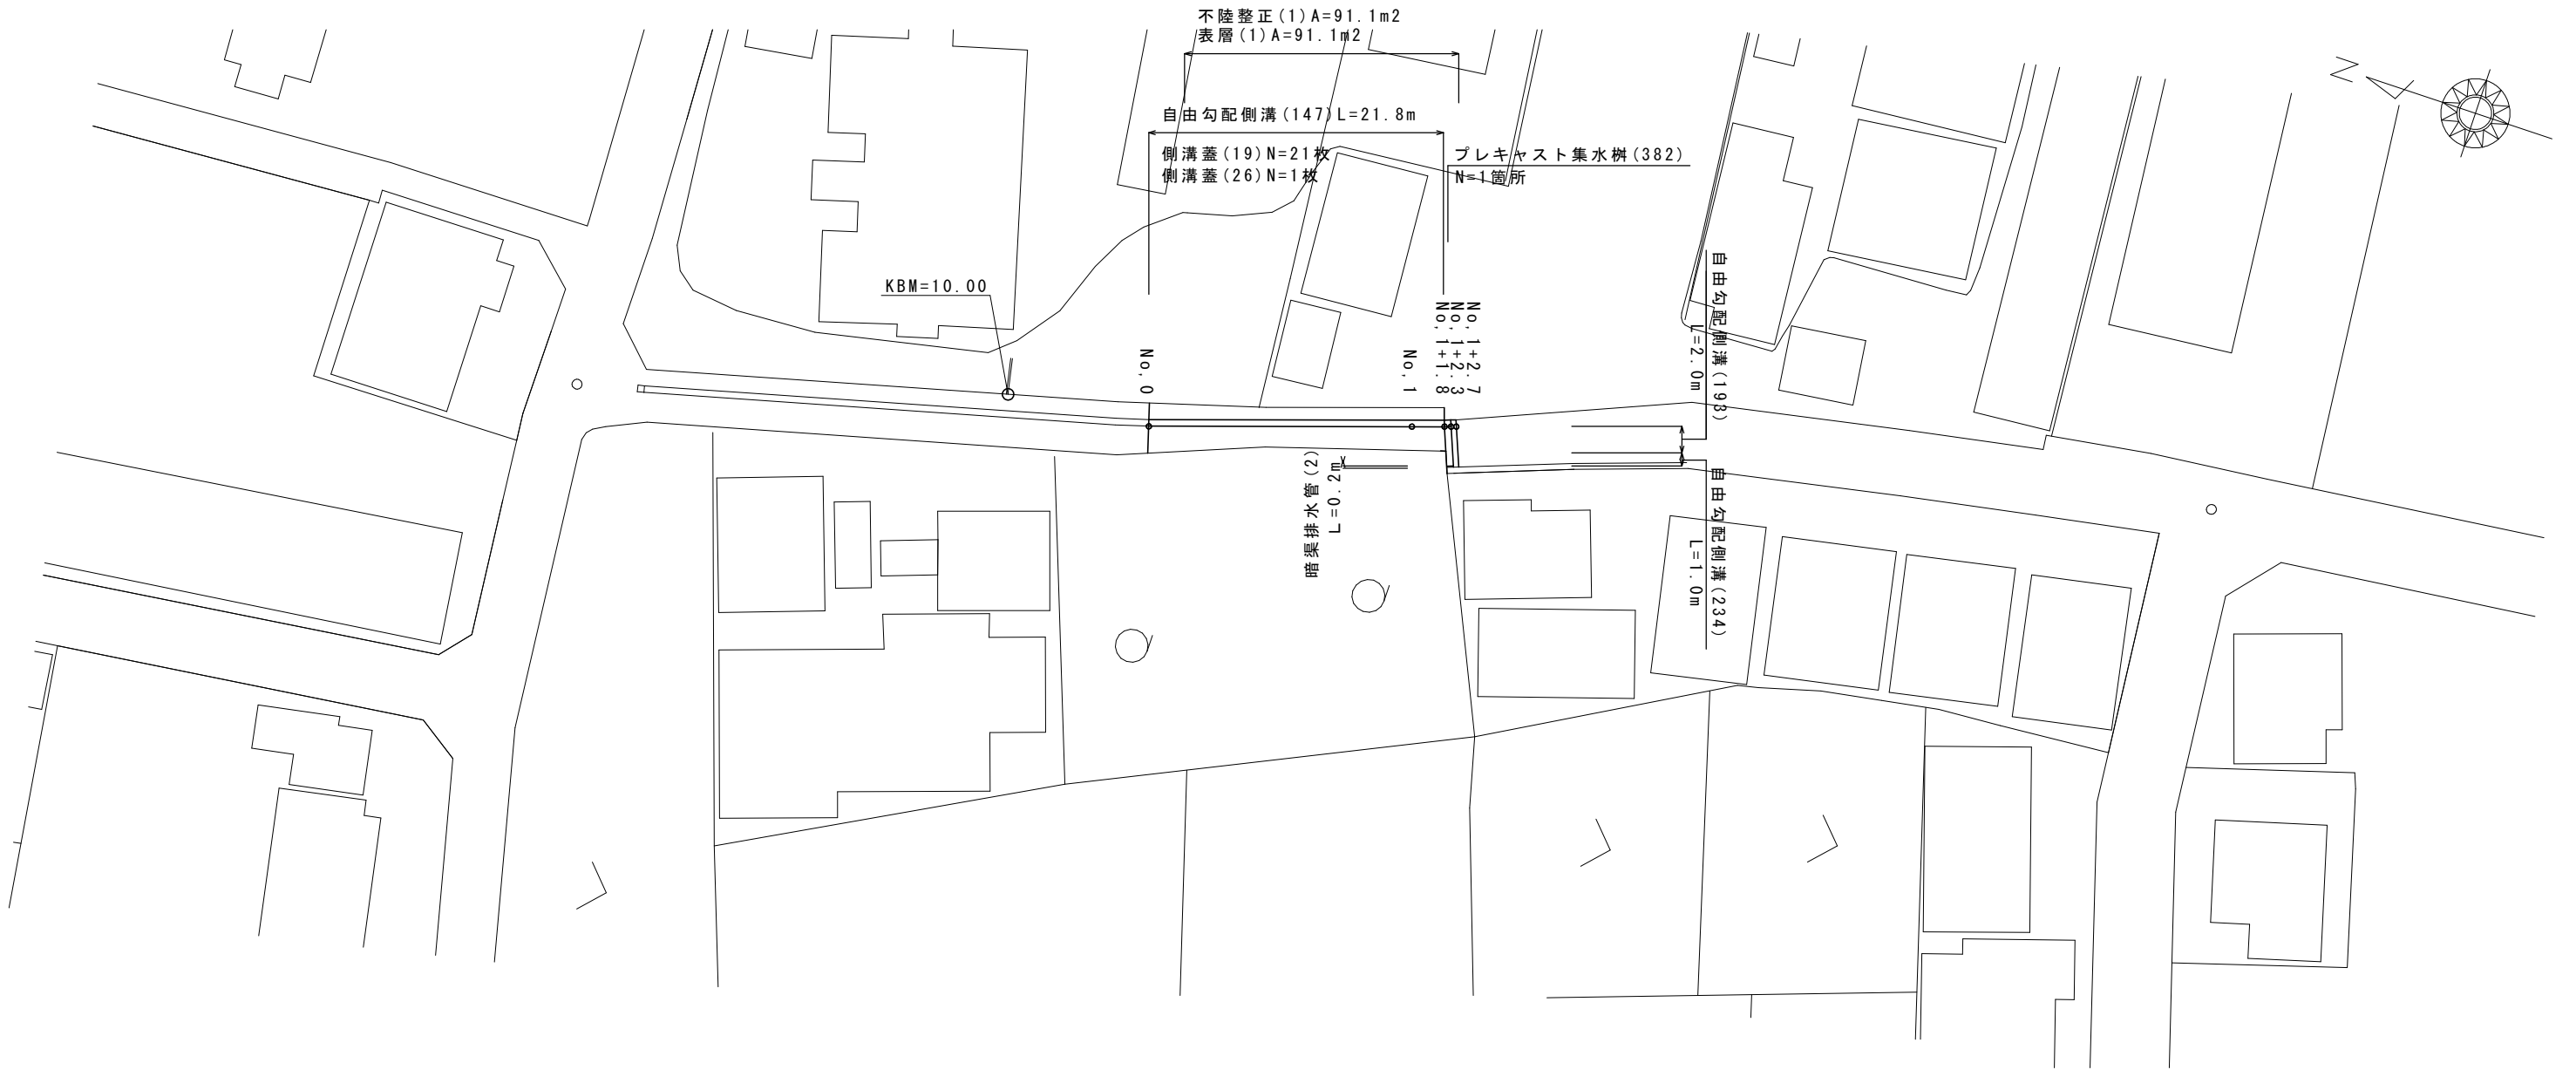 不陸整正(1)A=91.1m2
表層(1)A=91.1m2
自由勾配側溝(147)L=21.8m
側溝蓋(19)N=21枚
側溝蓋(26)N=1枚
プレキャスト集水桝(382)
N=1箇所
KBM=10.00
No,0
No,1
No,1+1.8
No,1+2.3
No,1+2.7
自由勾配側溝(193)
L=2.0m
自由勾配側溝(234)
L=1.0m
暗渠排水管(2)
L=0.2m
N